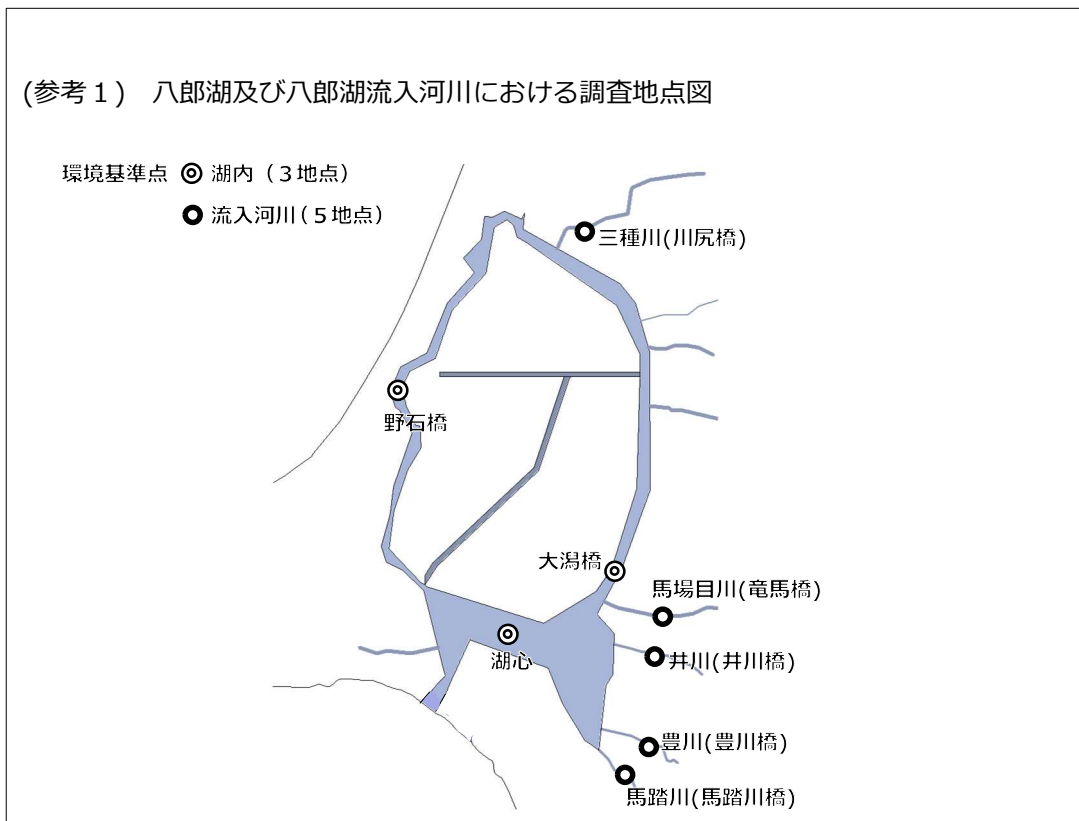 (参考１) 八郎湖及び八郎湖流入河川における調査地点図
環境基準点 ◎ 湖内（３地点）
○ 流入河川（５地点）
三種川(川尻橋)
野石橋
大潟橋
馬場目川(竜馬橋)
湖心
井川(井川橋)
豊川(豊川橋)
馬踏川(馬踏川橋)